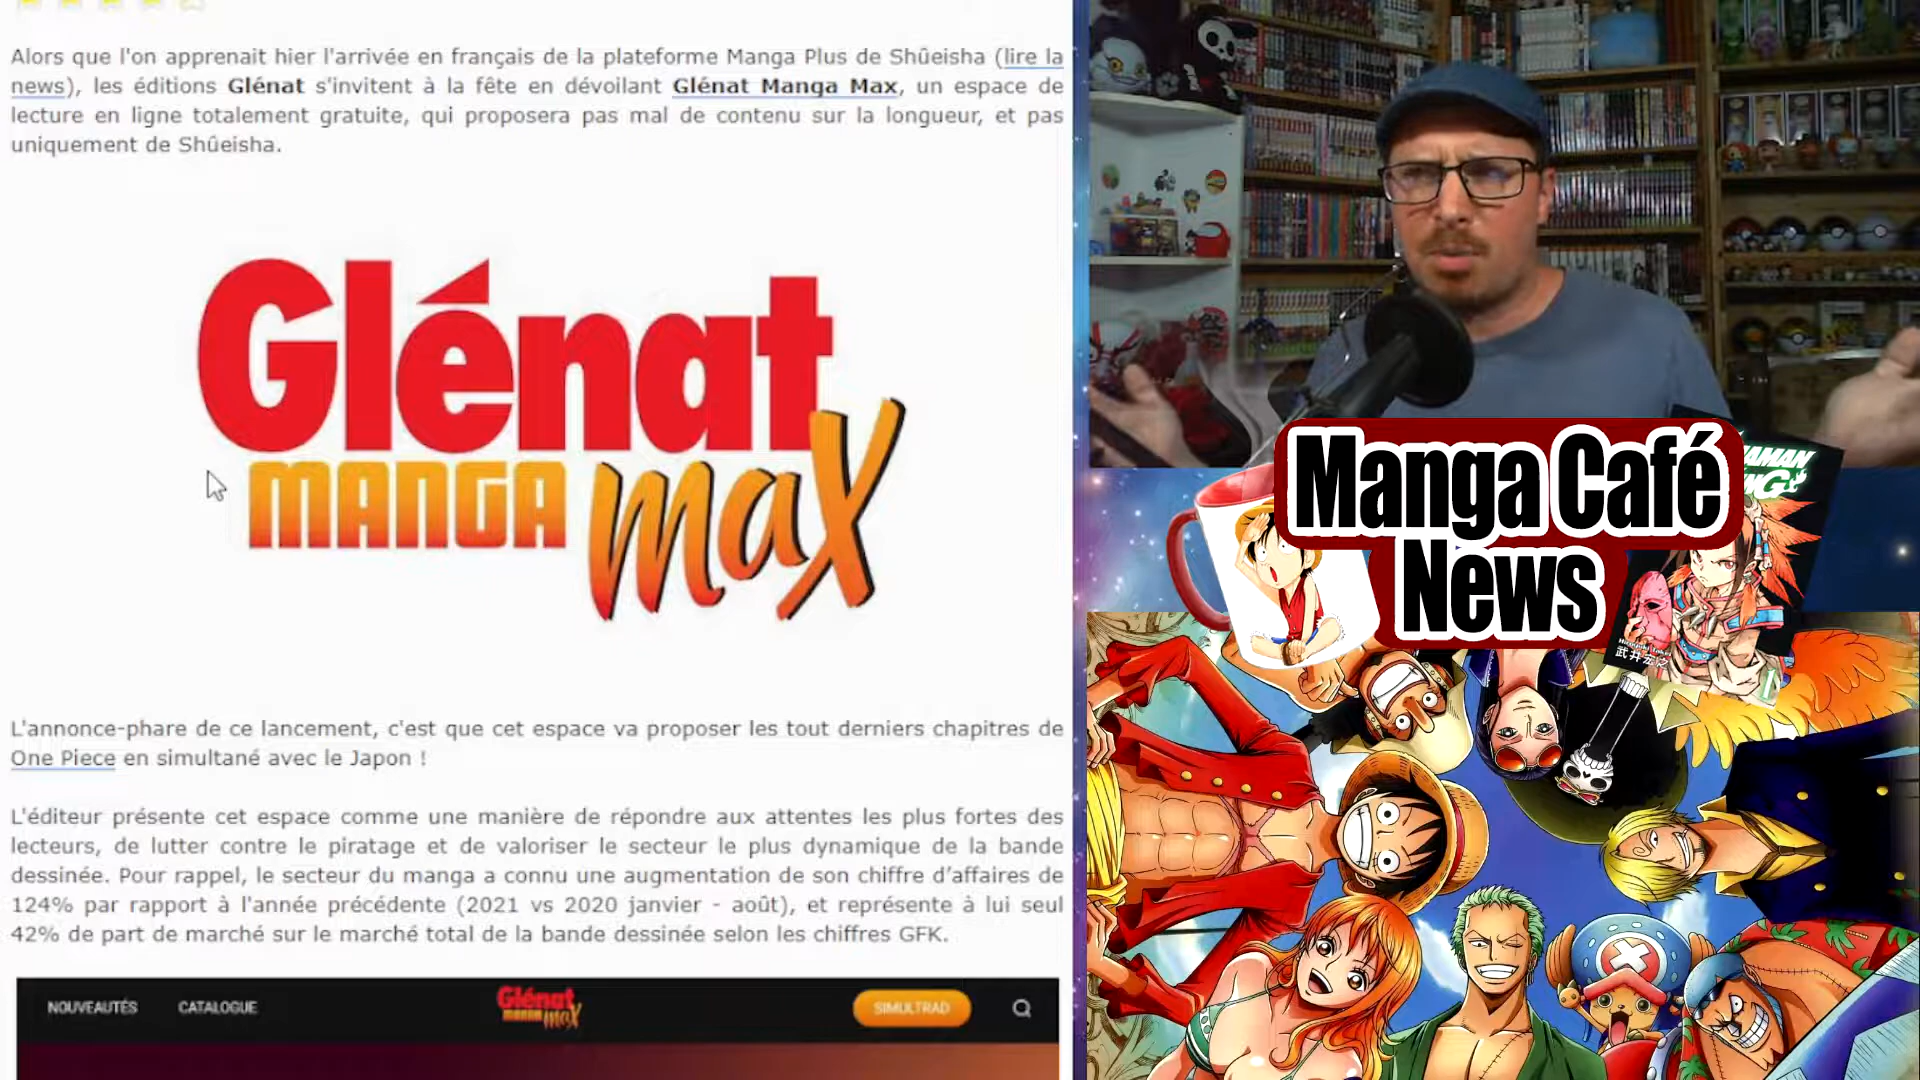 Alors que l'on apprenait hier l'arrivée en français de la plateforme Manga Plus de Shûeisha (lire la
news), les éditions Glénat s'invitent à la fête en dévoilant Glénat Manga Max, un espace de
lecture en ligne totalement gratuite, qui proposera pas mal de contenu sur la longueur, et pas
uniquement de Shûeisha.
Glénat
MANGA max
L'annonce-phare de ce lancement, c'est que cet espace va proposer les tout derniers chapitres de
One Piece en simultané avec le Japon !
L'éditeur présente cet espace comme une manière de répondre aux attentes les plus fortes des
lecteurs, de lutter contre le piratage et de valoriser le secteur le plus dynamique de la bande
dessinée. Pour rappel, le secteur du manga a connu une augmentation de son chiffre d'affaires de
124% par rapport à l'année précédente (2021 vs 2020 janvier - août), et représente à lui seul
42% de part de marché sur le marché total de la bande dessinée selon les chiffres GFK.
NOUVEAUTÉS
CATALOGUE
Glénat
MANGA max
SIMULTRAD
Manga Café
News
武井宏之